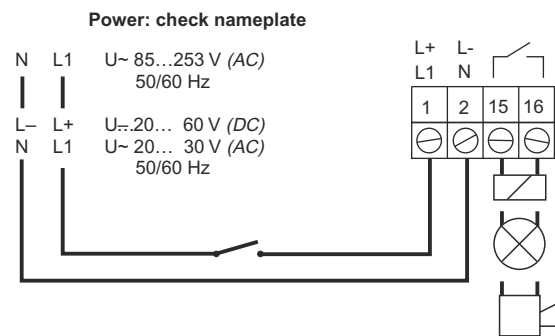 Power: check nameplate
N L1 U~ 85…253 V (AC)
50/60 Hz
L– L+ U⎓20… 60 V (DC)
N L1 U~ 20… 30 V (AC)
50/60 Hz
L+ L-
L1 N
1 2 15 16